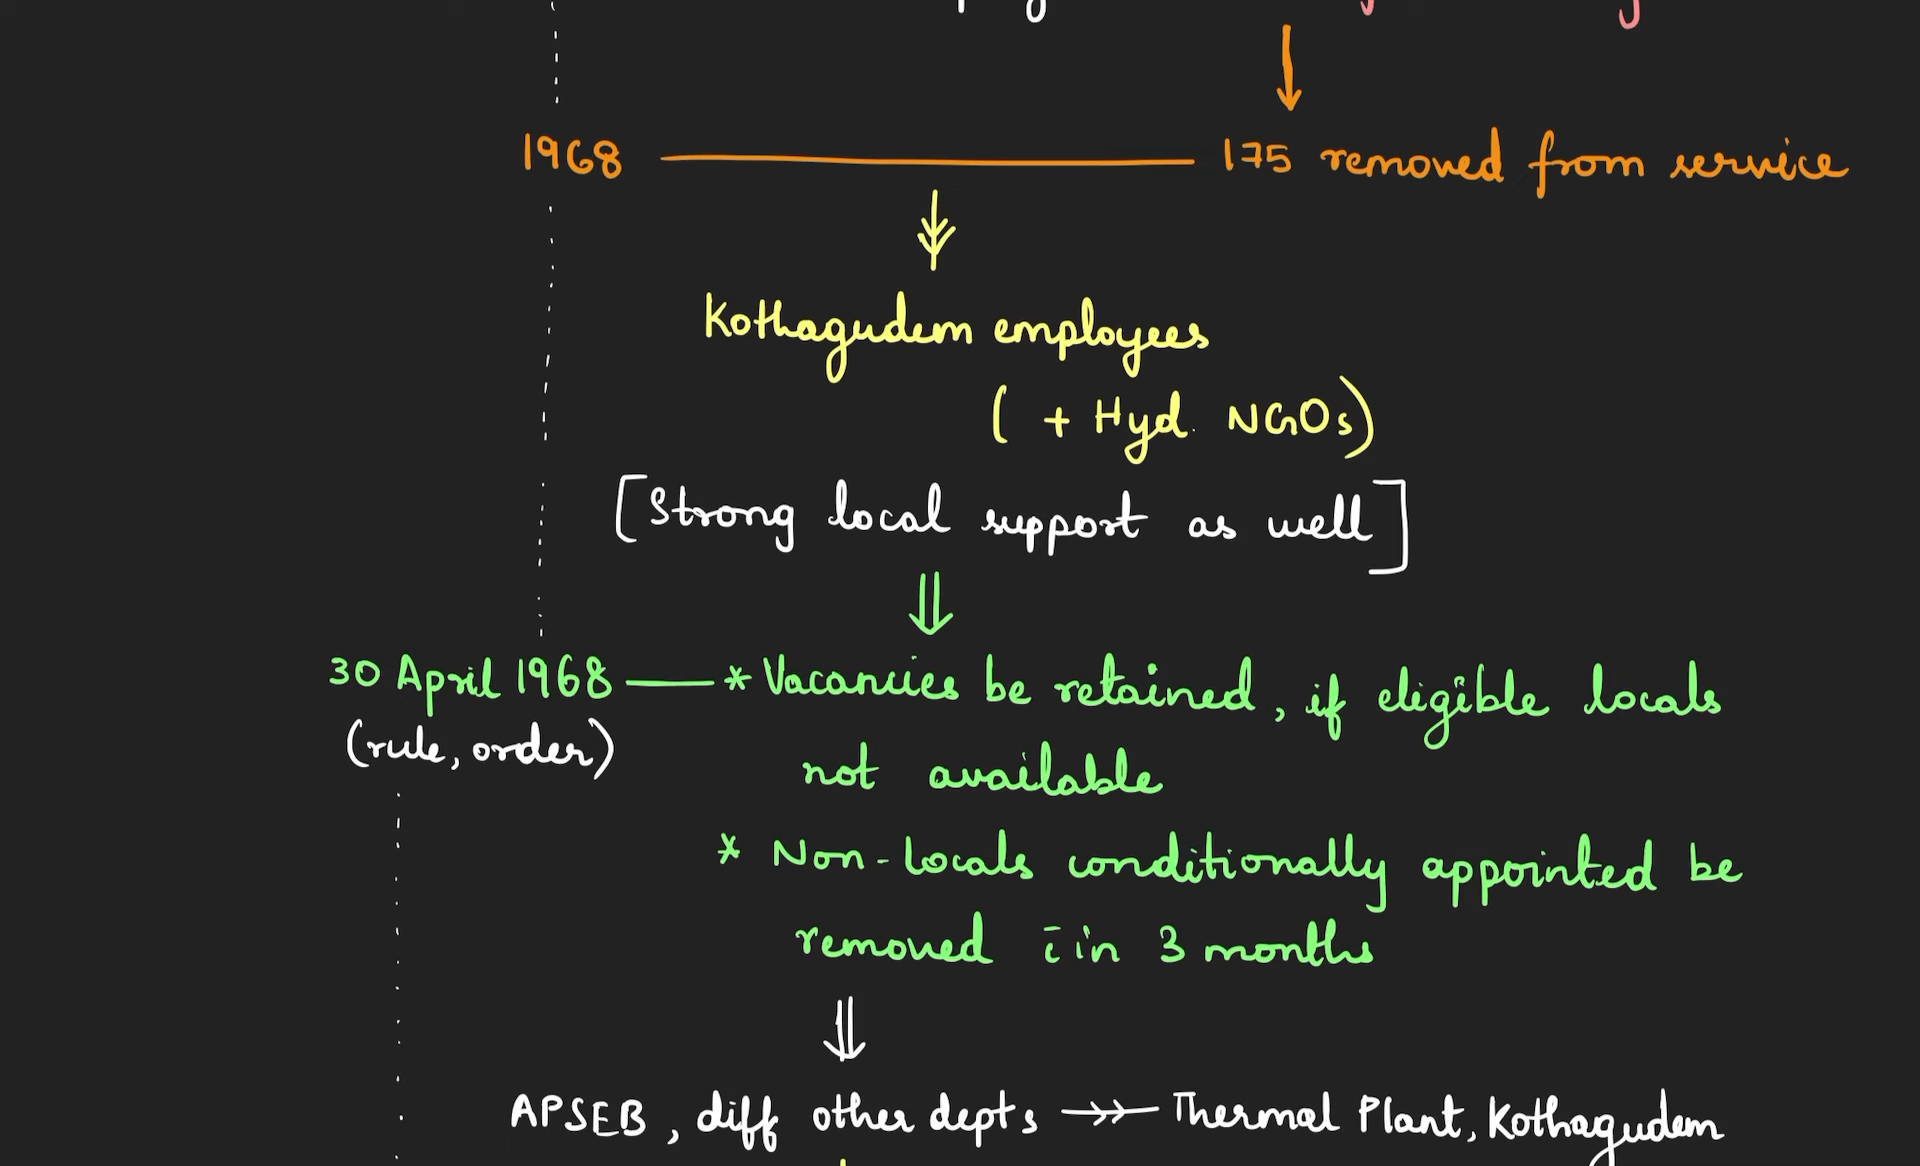 1968 175 removed from service
Kothagudem employees
( + Hyd. NGOs)
[Strong local support as well]
30 April 1968 — * Vacancies be retained, if eligible locals
(rule, order)
not available
* Non-locals conditionally appointed be
removed in 3 months
APSEB, diff other depts → Thermal Plant, Kothagudem